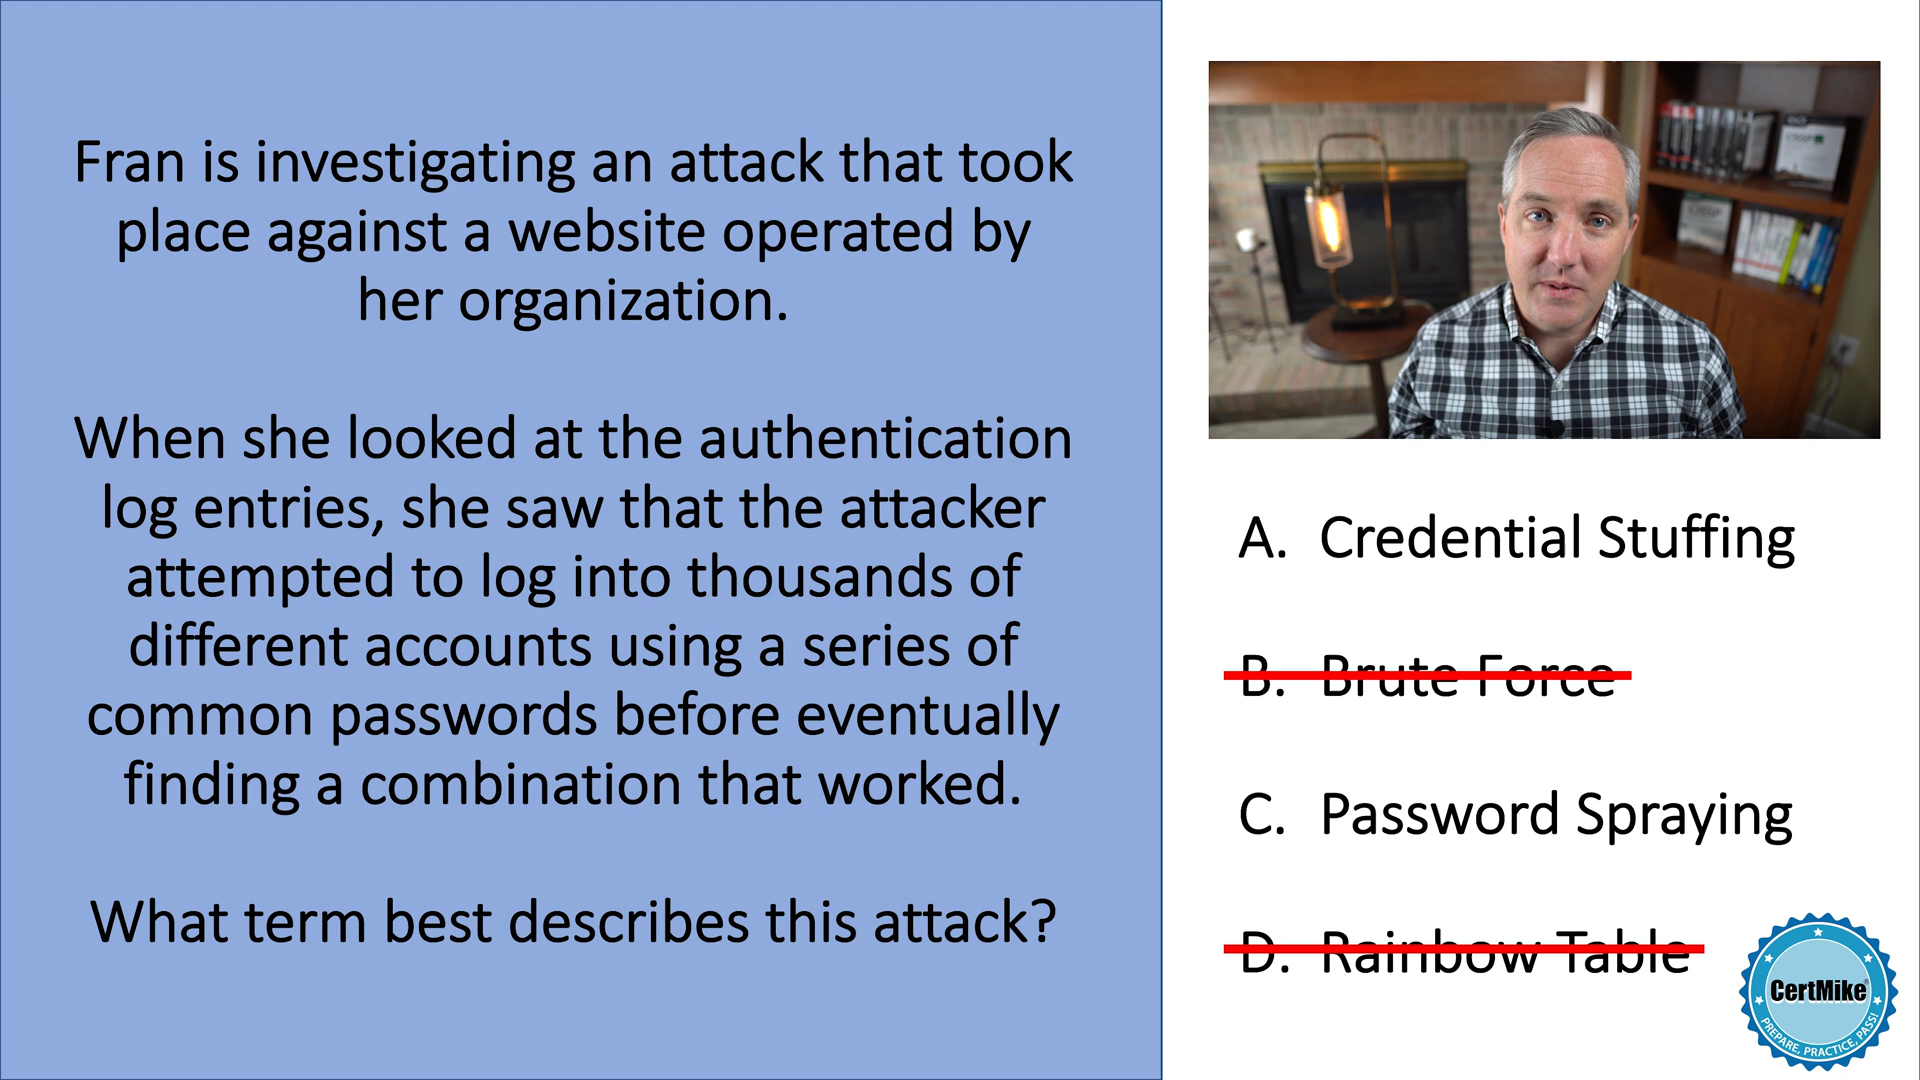 Fran is investigating an attack that took
place against a website operated by
her organization.
When she looked at the authentication
log entries, she saw that the attacker
attempted to log into thousands of
different accounts using a series of
common passwords before eventually
finding a combination that worked.
What term best describes this attack?
A. Credential Stuffing
B. Brute Force
C. Password Spraying
D. Rainbow Table
CertMike
PREPARE, PRACTICE, PASS!